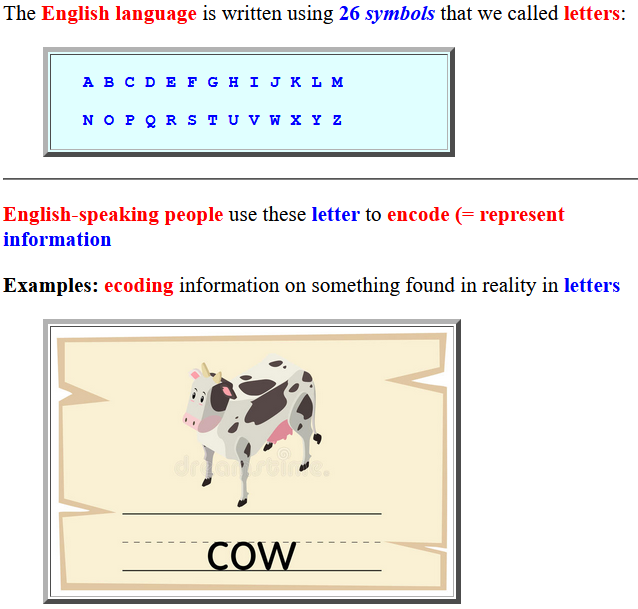 The English language is written using 26 symbols that we called letters:
A B C D E F G H I J K L M
N O P Q R S T U V W X Y Z
English-speaking people use these letter to encode (= represent
information
Examples: ecoding information on something found in reality in letters
dreamstime.
cow